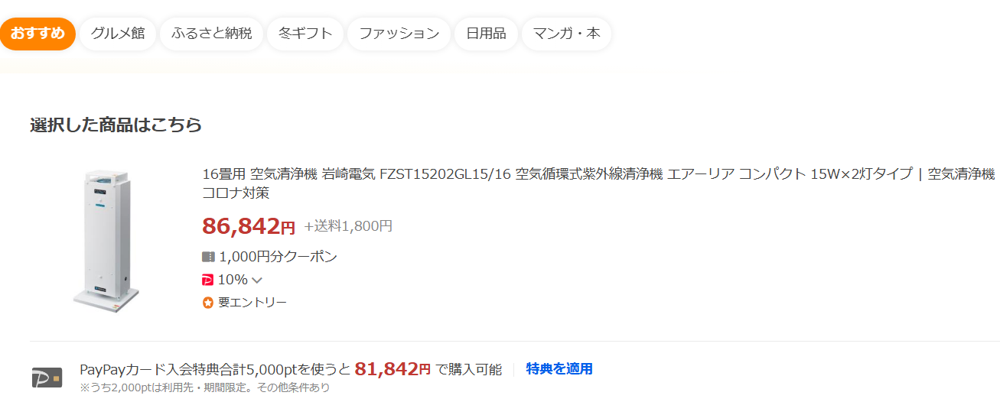 おすすめ グルメ館 ふるさと納税 冬ギフト ファッション 日用品 マンガ・本
選択した商品はこちら
16畳用 空気清浄機 岩崎電気 FZST15202GL15/16 空気循環式紫外線清浄機 エアーリア コンパクト 15W×2灯タイプ | 空気清浄機
コロナ対策
86,842円 +送料1,800円
1,000円分クーポン
10%
要エントリー
PayPayカード入会特典合計5,000ptを使うと 81,842円 で購入可能 特典を適用
※うち2,000ptは利用先・期間限定。その他条件あり